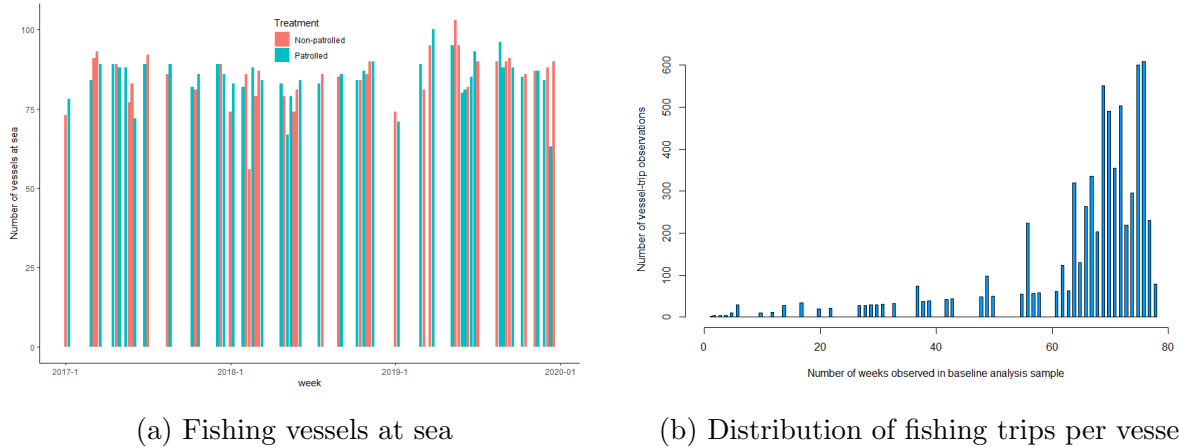 Treatment
Non-patrolled
Patrolled
Number of vessels at sea
100
75
50
25
0
2017-1
2018-1
2019-1
2020-01
week
(a) Fishing vessels at sea
Number of vessel-trip observations
600
500
400
300
200
100
0
0
20
40
60
80
Number of weeks observed in baseline analysis sample
(b) Distribution of fishing trips per vesse